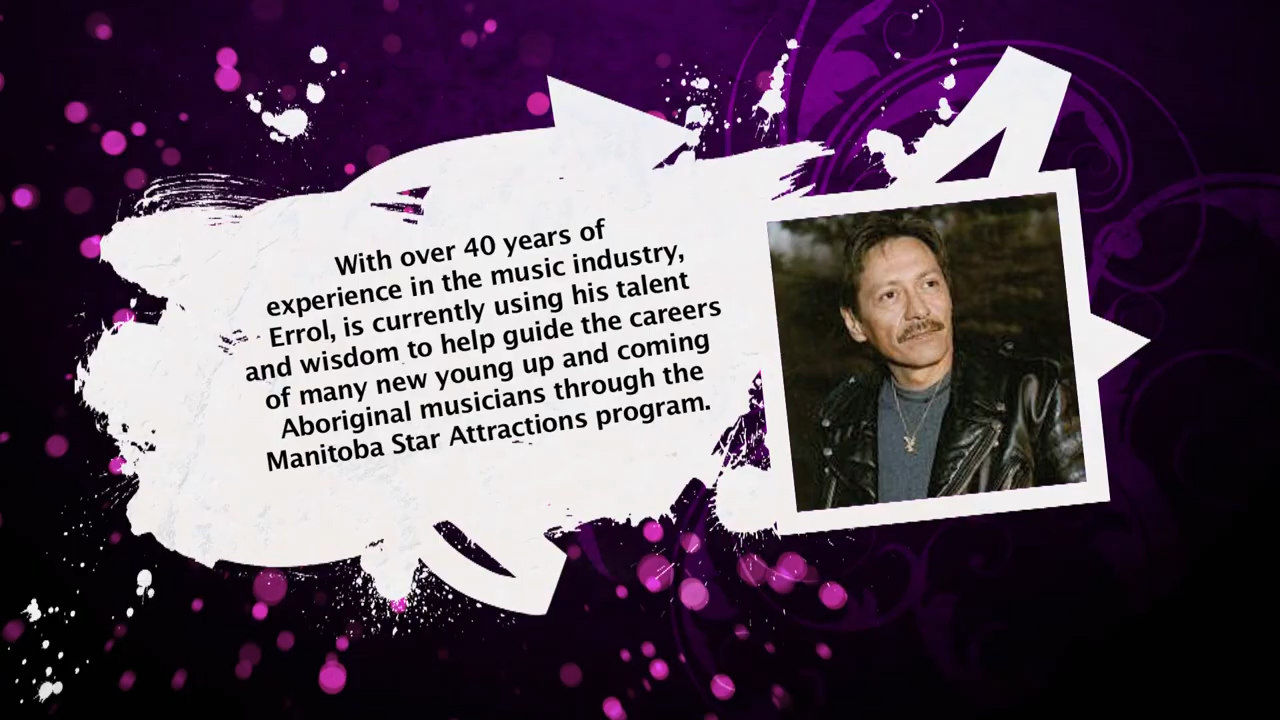 With over 40 years of
experience in the music industry,
Errol, is currently using his talent
and wisdom to help guide the careers
of many new young up and coming
Aboriginal musicians through the
Manitoba Star Attractions program.